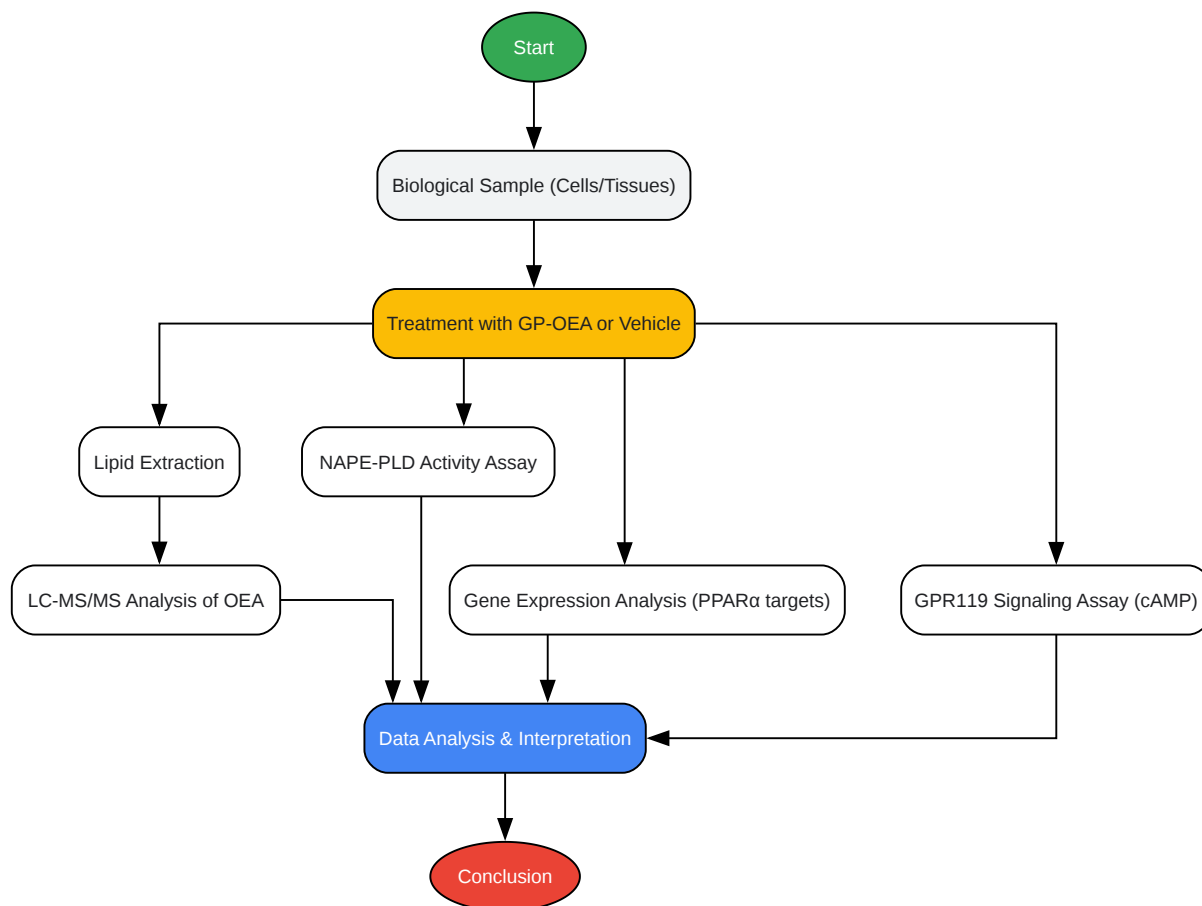 Start
Biological Sample (Cells/Tissues)
Treatment with GP-OEA or Vehicle
Lipid Extraction
NAPE-PLD Activity Assay
LC-MS/MS Analysis of OEA
Gene Expression Analysis (PPARα targets)
GPR119 Signaling Assay (cAMP)
Data Analysis & Interpretation
Conclusion